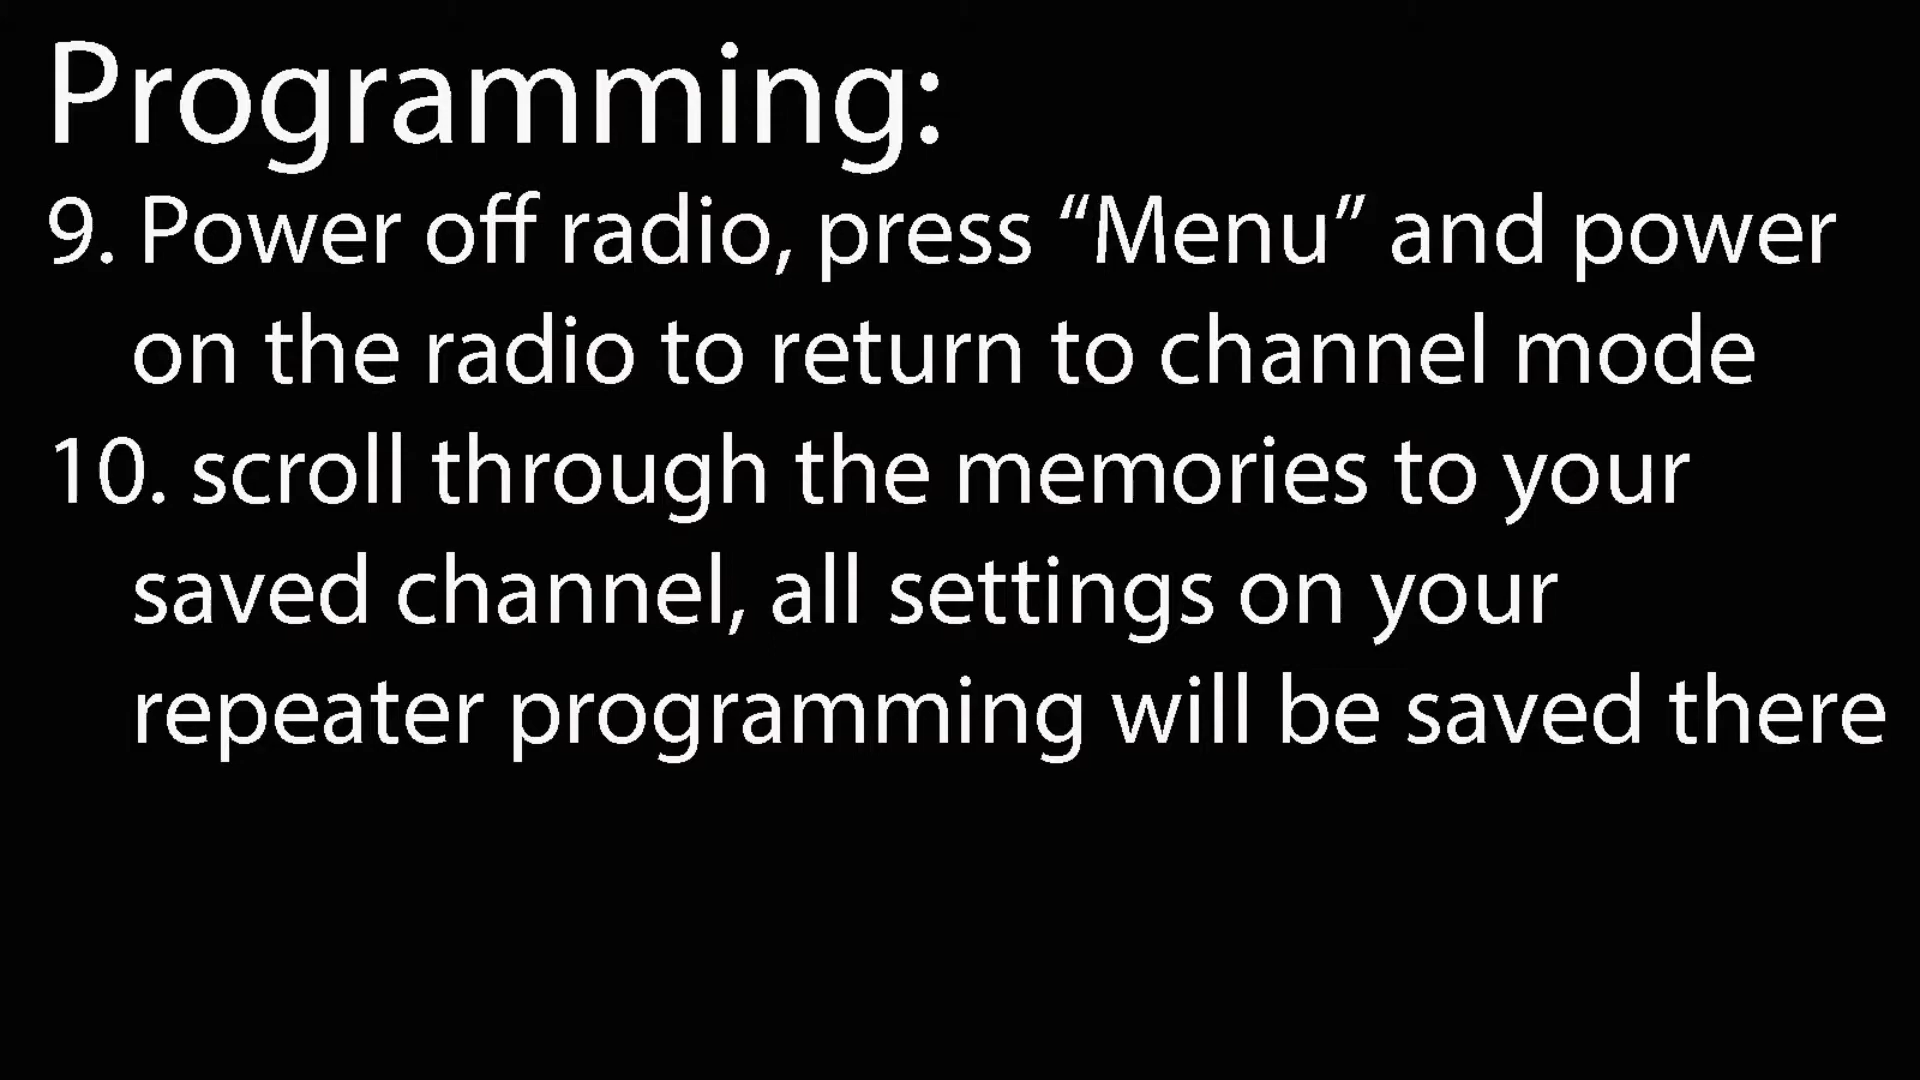 Programming:
9. Power off radio, press “Menu” and power
on the radio to return to channel mode
10. scroll through the memories to your
saved channel, all settings on your
repeater programming will be saved there